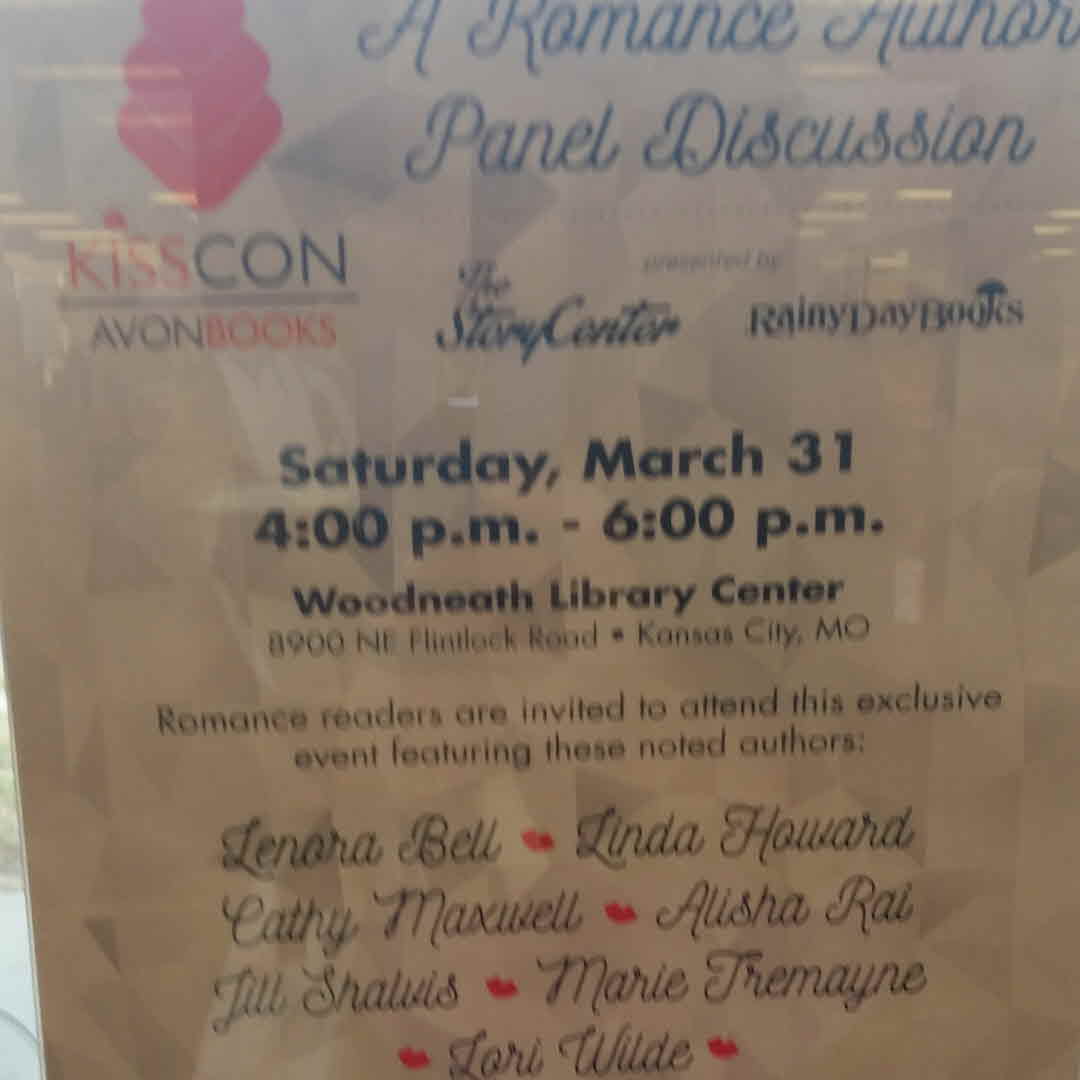 A Romance Author
Panel Discussion
KISSCON
AVONBOOKS
presented by
The
StoryCenter
RainyDayBooks
Saturday, March 31
4:00 p.m. - 6:00 p.m.
Woodneath Library Center
8900 NE Flintlock Road • Kansas City, MO
Romance readers are invited to attend this exclusive
event featuring these noted authors:
Lenora Bell Linda Howard
Cathy Maxwell Alisha Rai
Jill Shalvis Marie Tremayne
Lori Wilde